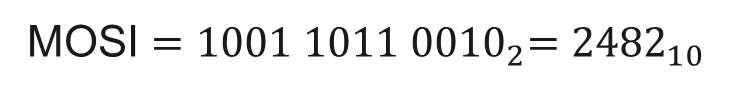 MOSI = 1001 1011 0010₂= 2482₁₀